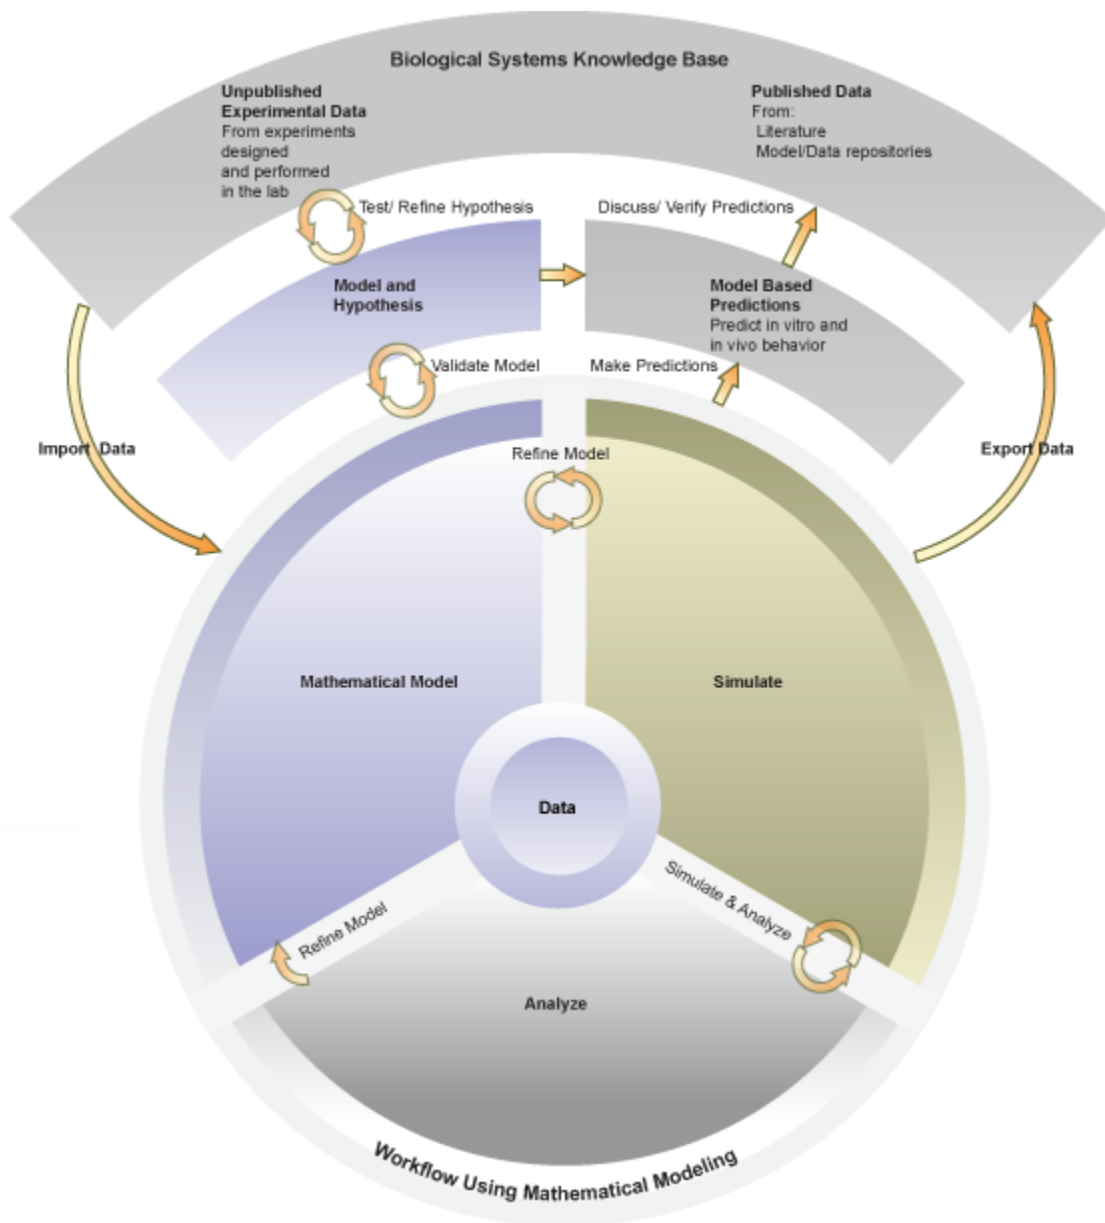 Biological Systems Knowledge Base
Unpublished
Experimental Data
From experiments
designed
and performed
in the lab
Published Data
From:
Literature
Model/Data repositories
Test/ Refine Hypothesis
Discuss/ Verify Predictions
Model and
Hypothesis
Model Based
Predictions
Predict in vitro and
in vivo behavior
Validate Model
Make Predictions
Import Data
Export Data
Refine Model
Mathematical Model
Simulate
Data
Refine Model
Simulate & Analyze
Analyze
Workflow Using Mathematical Modeling